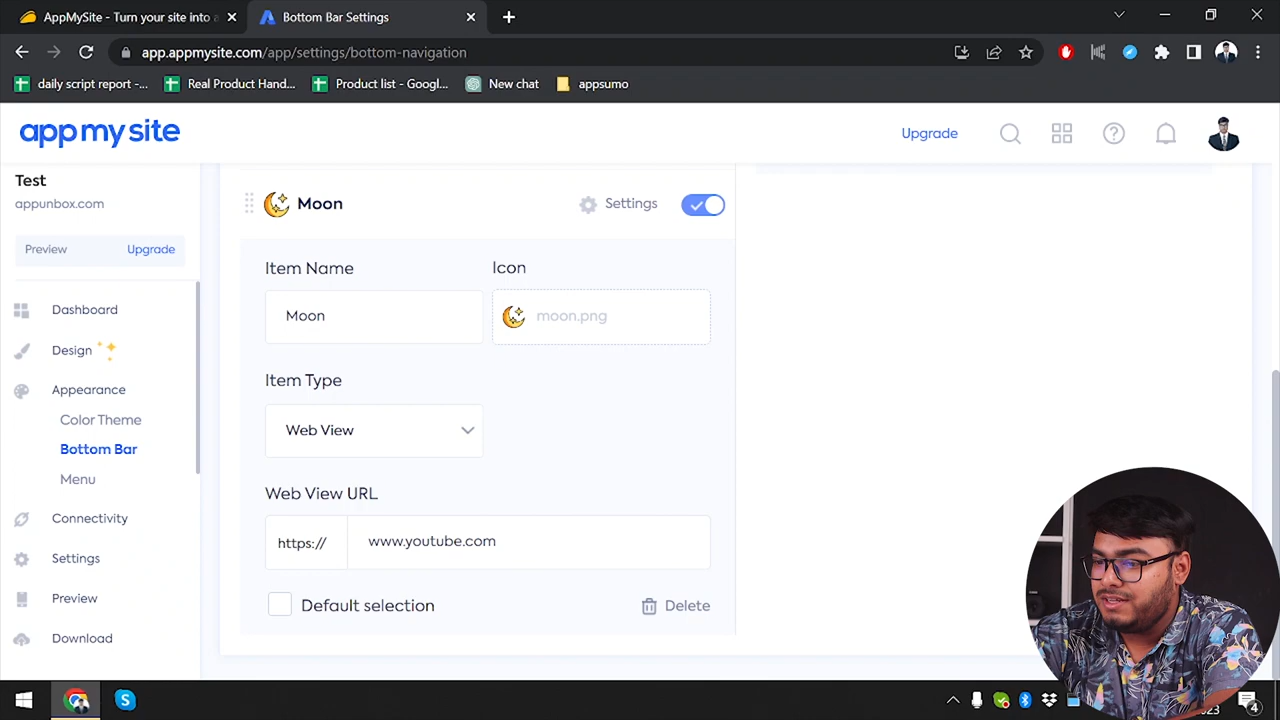 AppMySite - Turn your site into a
Bottom Bar Settings
app.appmysite.com/app/settings/bottom-navigation
daily script report -...
Real Product Hand...
Product list - Googl...
New chat
appsumo
app my site
Upgrade
Test
appunbox.com
Preview
Upgrade
Dashboard
Design
Appearance
Color Theme
Bottom Bar
Menu
Connectivity
Settings
Preview
Download
Moon
Settings
Item Name
Icon
Moon
moon.png
Item Type
Web View
Web View URL
https://
www.youtube.com
Default selection
Delete
S
4